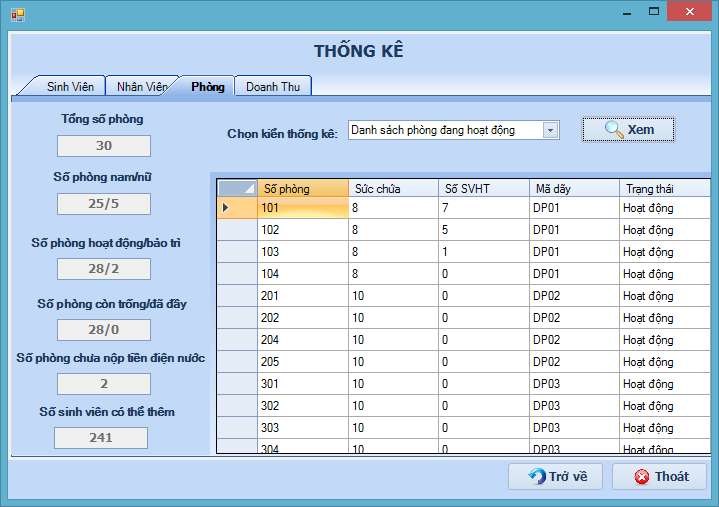 THỐNG KÊ
Sinh Viên Nhân Viên Phòng Doanh Thu
Tổng số phòng
30
Số phòng nam/nữ
25/5
Số phòng hoạt động/bảo trì
28/2
Số phòng còn trống/đã đầy
28/0
Số phòng chưa nộp tiền điện nước
2
Số sinh viên có thể thêm
241
Chọn kiển thống kê: Danh sách phòng đang hoạt động Xem
Số phòng Sức chứa Số SVHT Mã dãy Trạng thái
101 8 7 DP01 Hoạt động
102 8 5 DP01 Hoạt động
103 8 1 DP01 Hoạt động
104 8 0 DP01 Hoạt động
201 10 0 DP02 Hoạt động
202 10 0 DP02 Hoạt động
204 10 0 DP02 Hoạt động
205 10 0 DP02 Hoạt động
301 10 0 DP03 Hoạt động
302 10 0 DP03 Hoạt động
303 10 0 DP03 Hoạt động
304 10 0 DP03 Hoạt động
Trở về Thoát